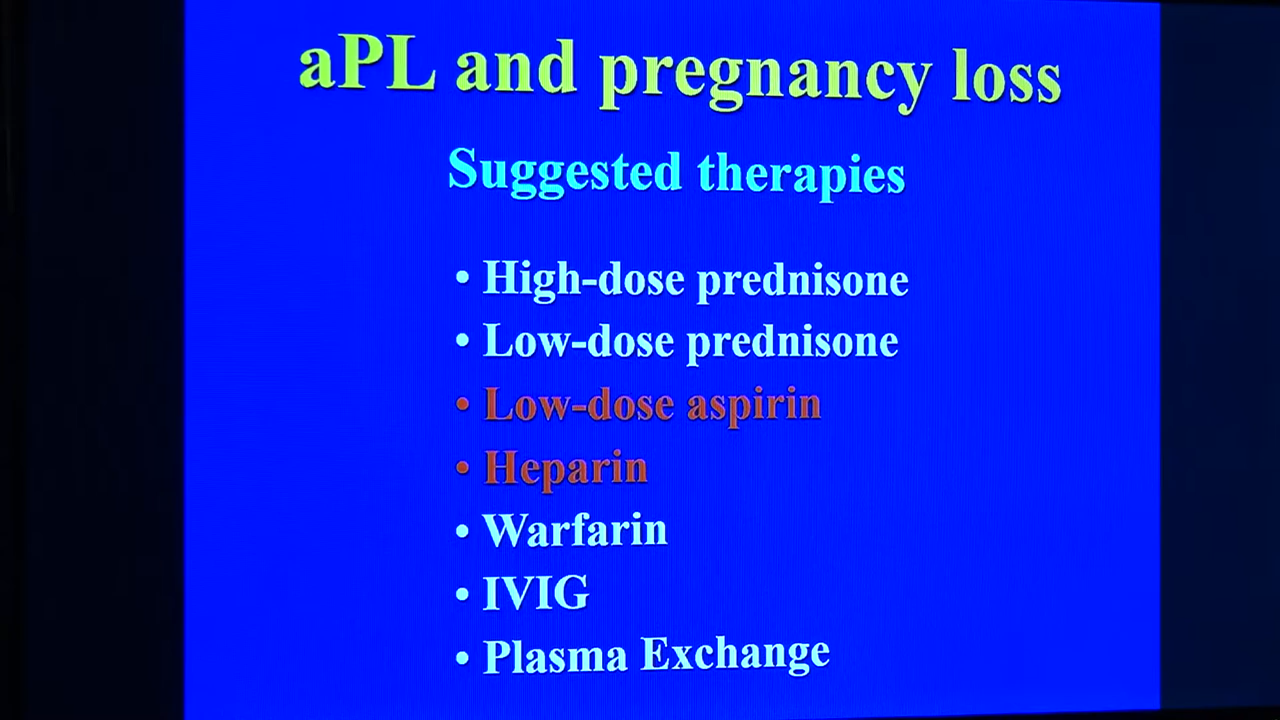 aPL and pregnancy loss
Suggested therapies
• High-dose prednisone
• Low-dose prednisone
• Low-dose aspirin
• Heparin
• Warfarin
• IVIG
• Plasma Exchange